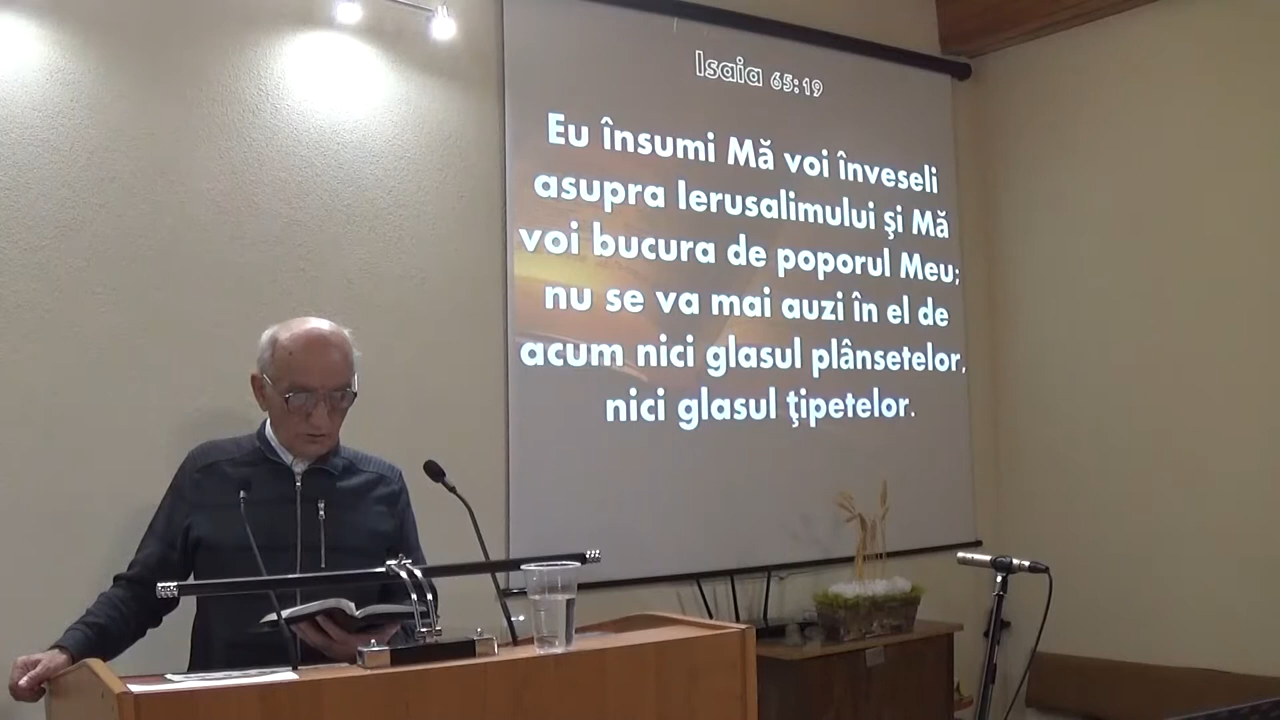 Isaia 65:19
Eu însumi Mă voi înveseli
asupra Ierusalimului şi Mă
voi bucura de poporul Meu;
nu se va mai auzi în el de
acum nici glasul plânsetelor,
nici glasul ţipetelor.